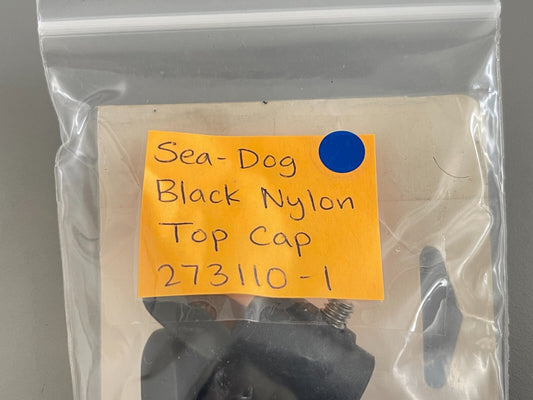 Sea-Dog
Black Nylon
Top Cap
273110-1